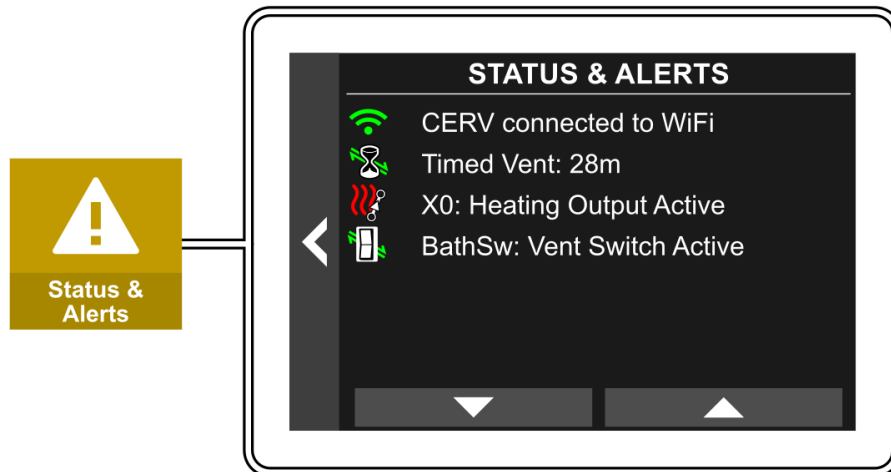 STATUS & ALERTS
CERV connected to WiFi
Timed Vent: 28m
X0: Heating Output Active
BathSw: Vent Switch Active
Status &
Alerts